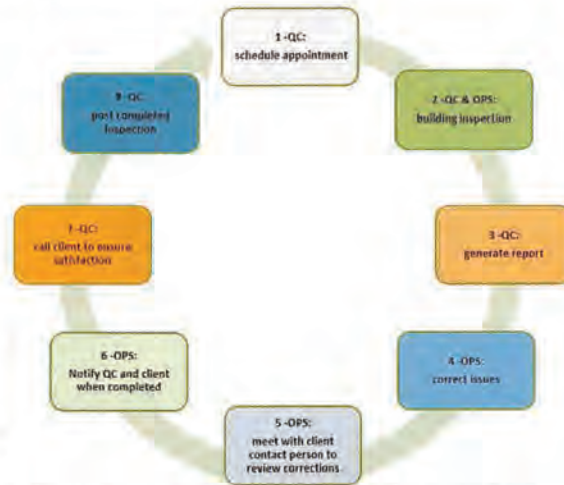 1 -QC:
schedule appointment
2 -QC & OPS:
building inspection
3 -QC:
generate report
4 -OPS:
correct issues
5 -OPS:
meet with client
contact person to
review corrections
6 -OPS:
Notify QC and client
when completed
7 -QC:
call client to ensure
satisfaction
8 -QC:
post completed
Inspection